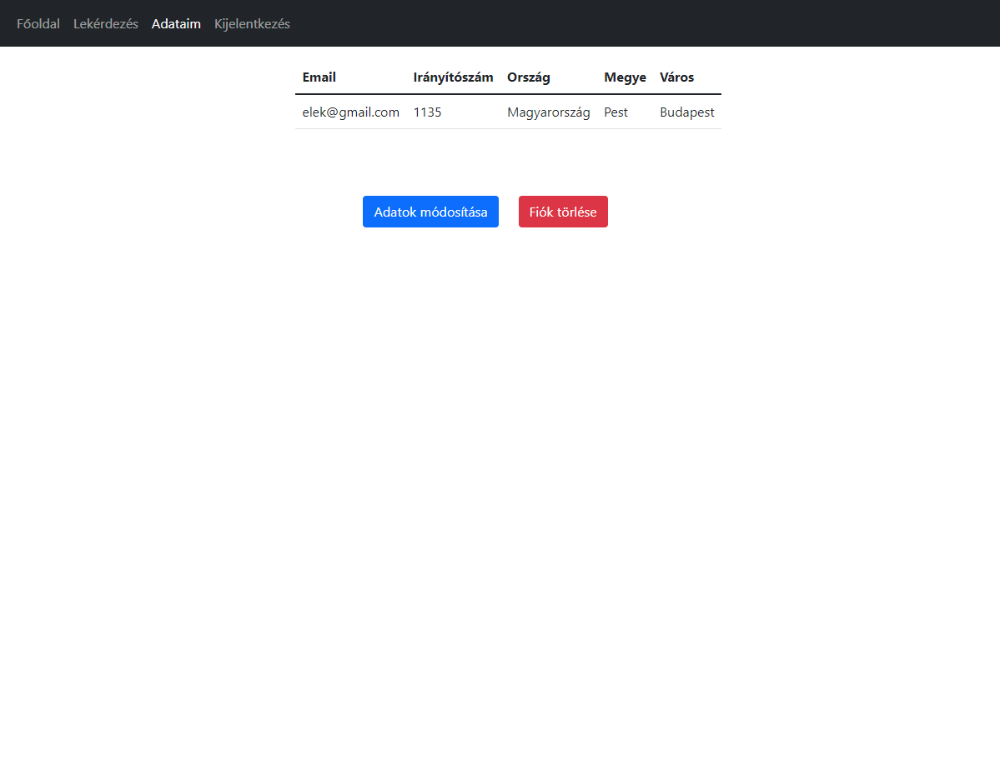 Főoldal Lekérdezés Adataim Kijelentkezés
Email Irányítószám Ország Megye Város
elek@gmail.com 1135 Magyarország Pest Budapest
Adatok módosítása Fiók törlése